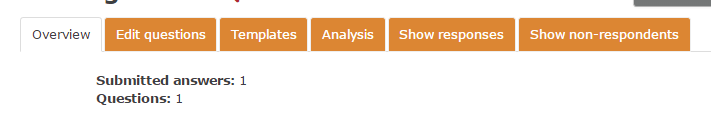 Overview Edit questions Templates Analysis Show responses Show non-respondents
Submitted answers: 1
Questions: 1